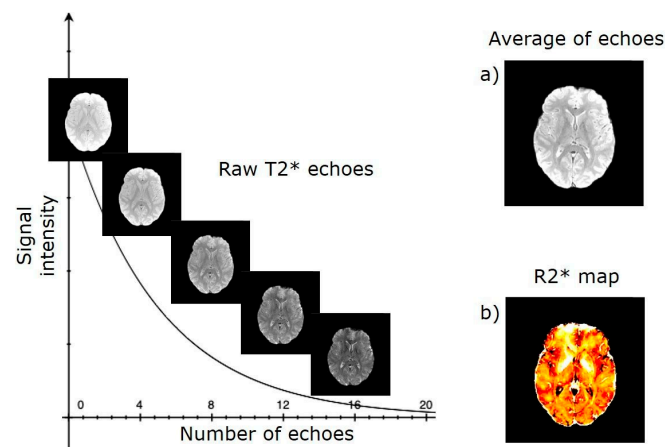 Average of echoes
a)
Raw T2* echoes
Signal
intensity
R2* map
b)
0 4 8 12 16 20
Number of echoes